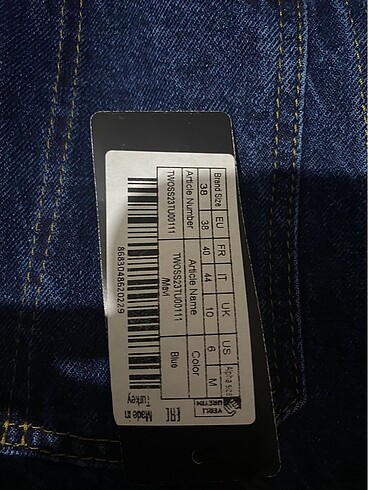 Brand Size EU FR IT UK US Alpha size
38 38 40 44 10 6 M
Article Number Article Name Color
TWOSS23TU00111 TWOSS23TU00111 Blue
Mavi
8683048620229
YERLİ
ÜRETİM
EAC
Made in
Turkey